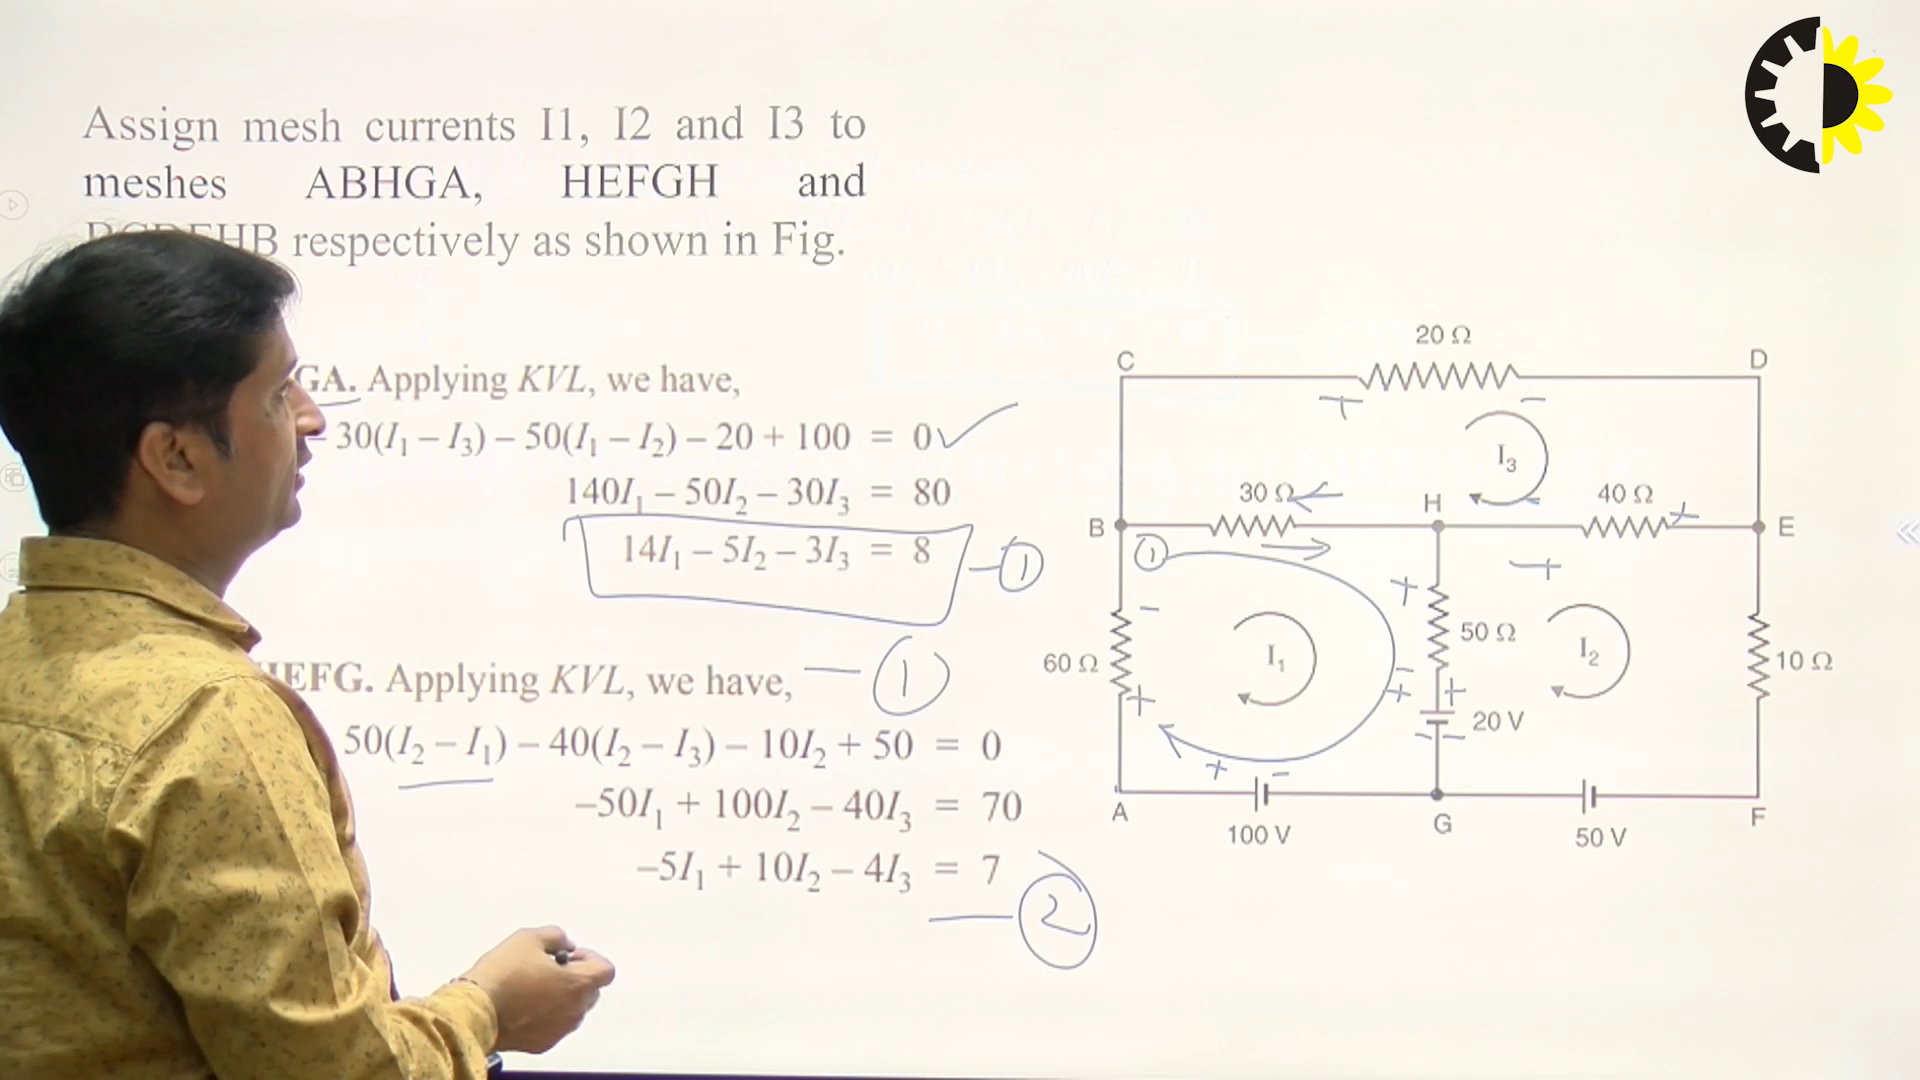 Assign mesh currents I1, I2 and I3 to
meshes ABHGA, HEFGH and
HB respectively as shown in Fig.
GA. Applying KVL, we have,
– 30(I₁ – I₃) – 50(I₁ – I₂) – 20 + 100 = 0
140I₁ – 50I₂ – 30I₃ = 80
14I₁ – 5I₂ – 3I₃ = 8
– ①
EFG. Applying KVL, we have,
– ①
50(I₂ – I₁) – 40(I₂ – I₃) – 10I₂ + 50 = 0
–50I₁ + 100I₂ – 40I₃ = 70
–5I₁ + 10I₂ – 4I₃ = 7
— ②
20 Ω
C
D
+ –
I₃
30 Ω
H
40 Ω
+
B
E
①
+
–
+
60 Ω
I₁
50 Ω
I₂
10 Ω
+
–
+
+
20 V
– –
+ –
A
100 V
G
50 V
F